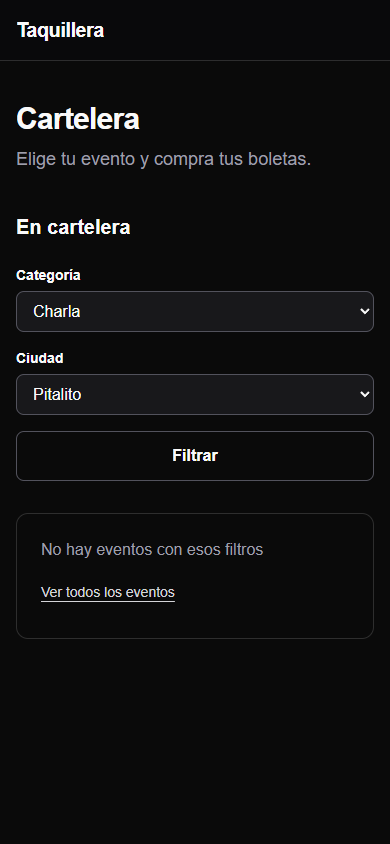 Taquillera
Cartelera
Elige tu evento y compra tus boletas.
En cartelera
Categoría
Charla
Ciudad
Pitalito
Filtrar
No hay eventos con esos filtros
Ver todos los eventos